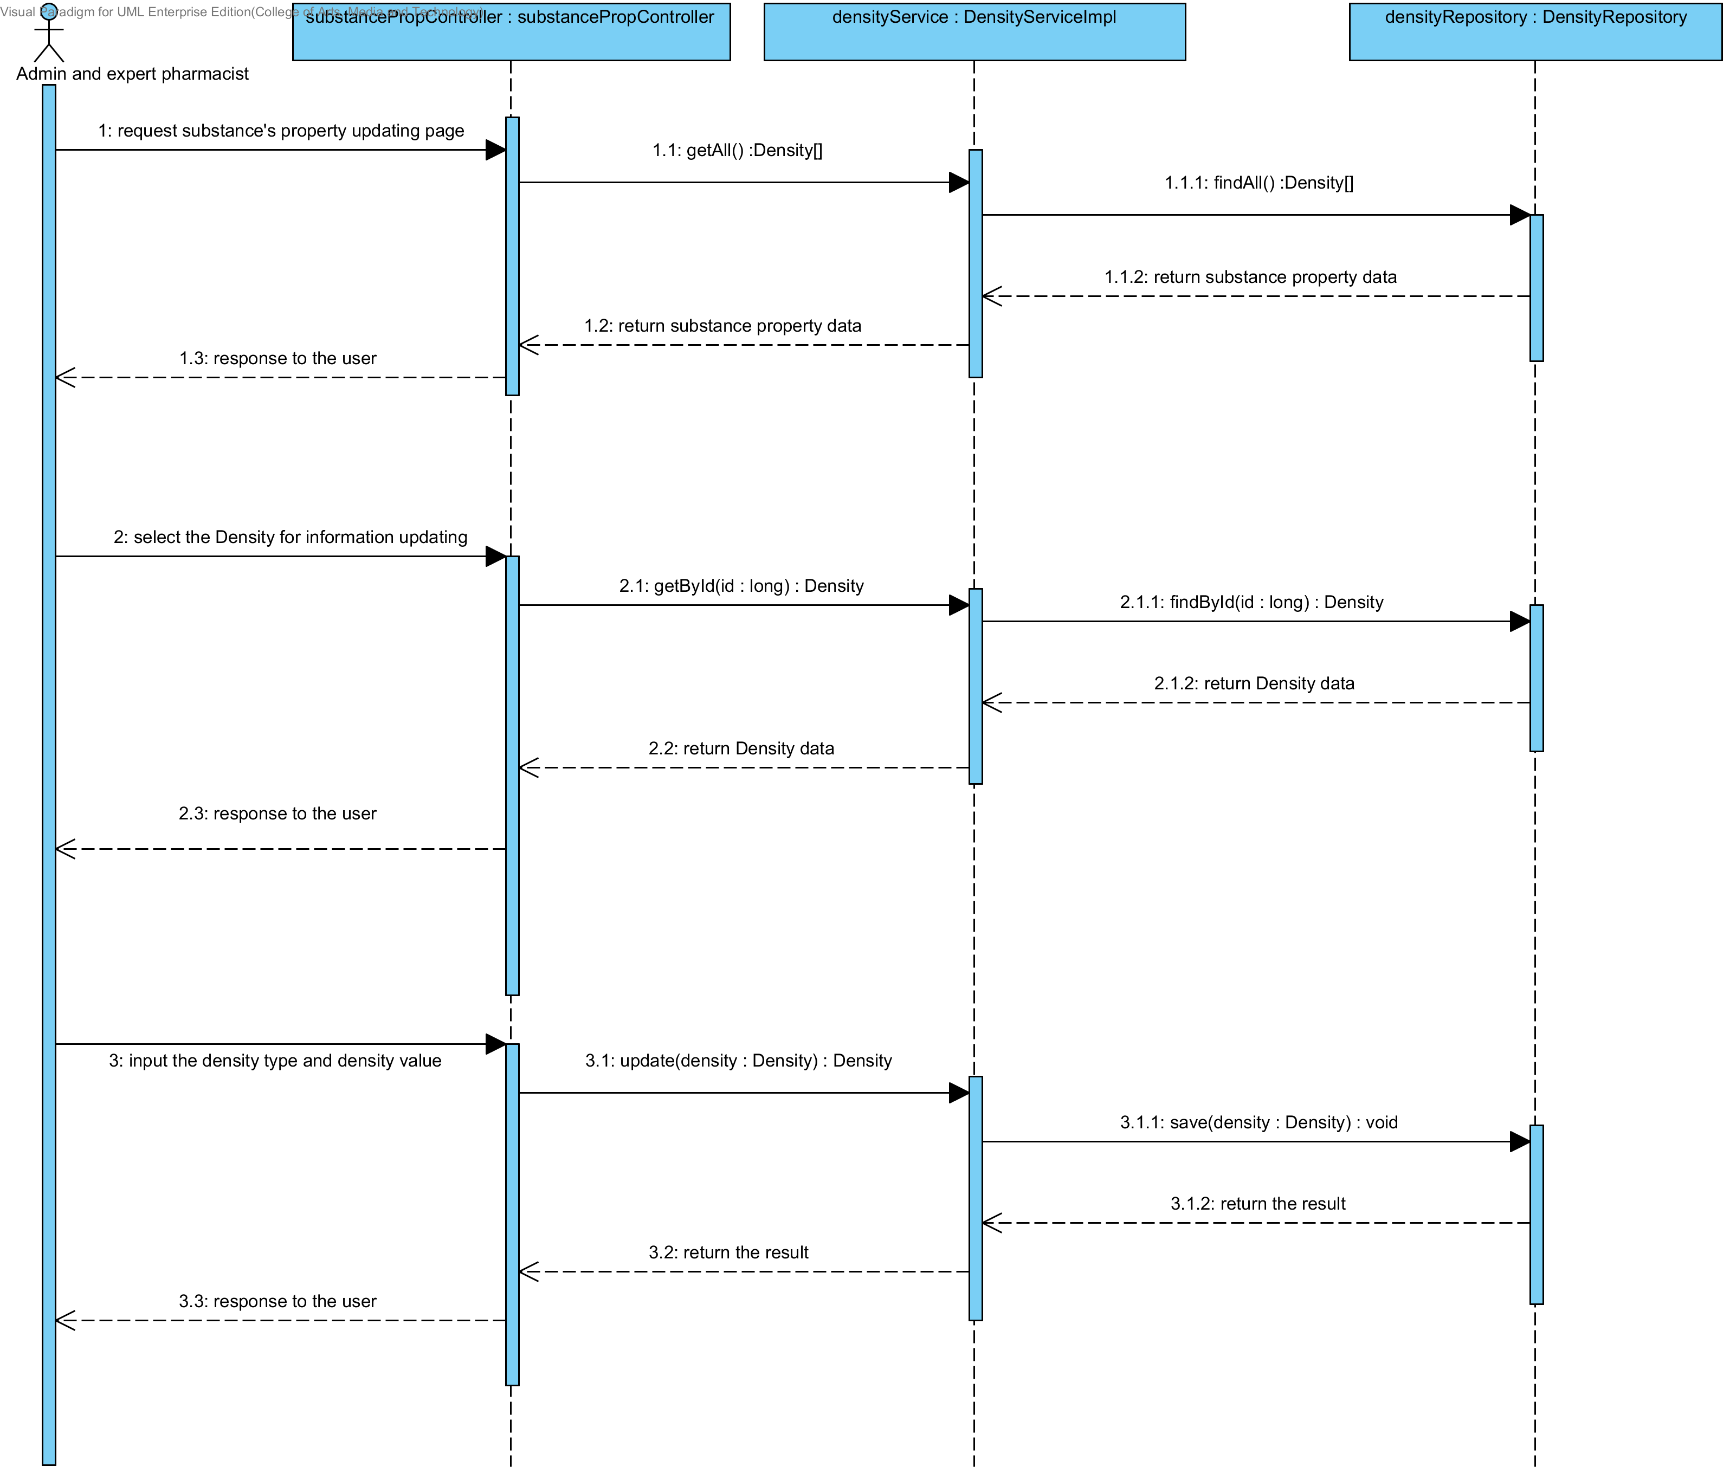 Visual Paradigm for UML Enterprise Edition(College of Arts, Media and Technology)
substancePropController : substancePropController
densityService : DensityServiceImpl
densityRepository : DensityRepository
Admin and expert pharmacist
1: request substance's property updating page
1.1: getAll() :Density[]
1.1.1: findAll() :Density[]
1.1.2: return substance property data
1.2: return substance property data
1.3: response to the user
2: select the Density for information updating
2.1: getById(id : long) : Density
2.1.1: findById(id : long) : Density
2.1.2: return Density data
2.2: return Density data
2.3: response to the user
3: input the density type and density value
3.1: update(density : Density) : Density
3.1.1: save(density : Density) : void
3.1.2: return the result
3.2: return the result
3.3: response to the user